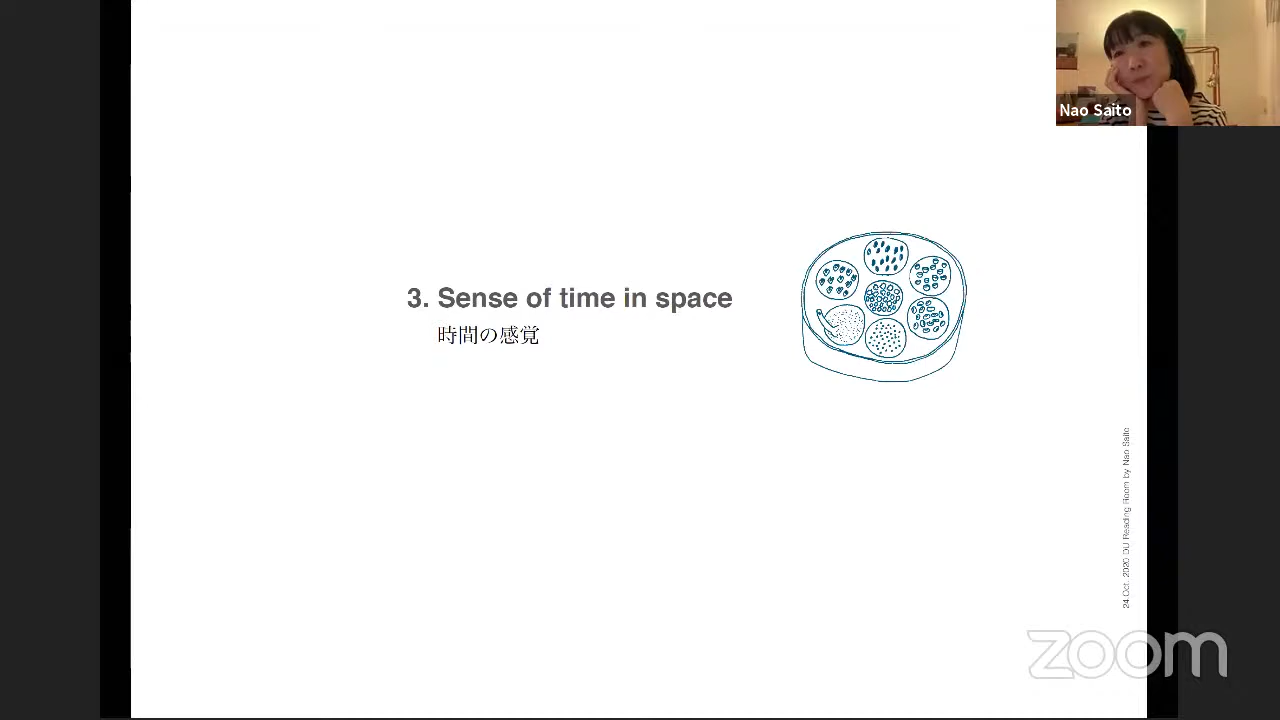 Nao Saito
3. Sense of time in space
時間の感覚
24 Oct. 2020 DU Reading Room by Nao Saito
zoom